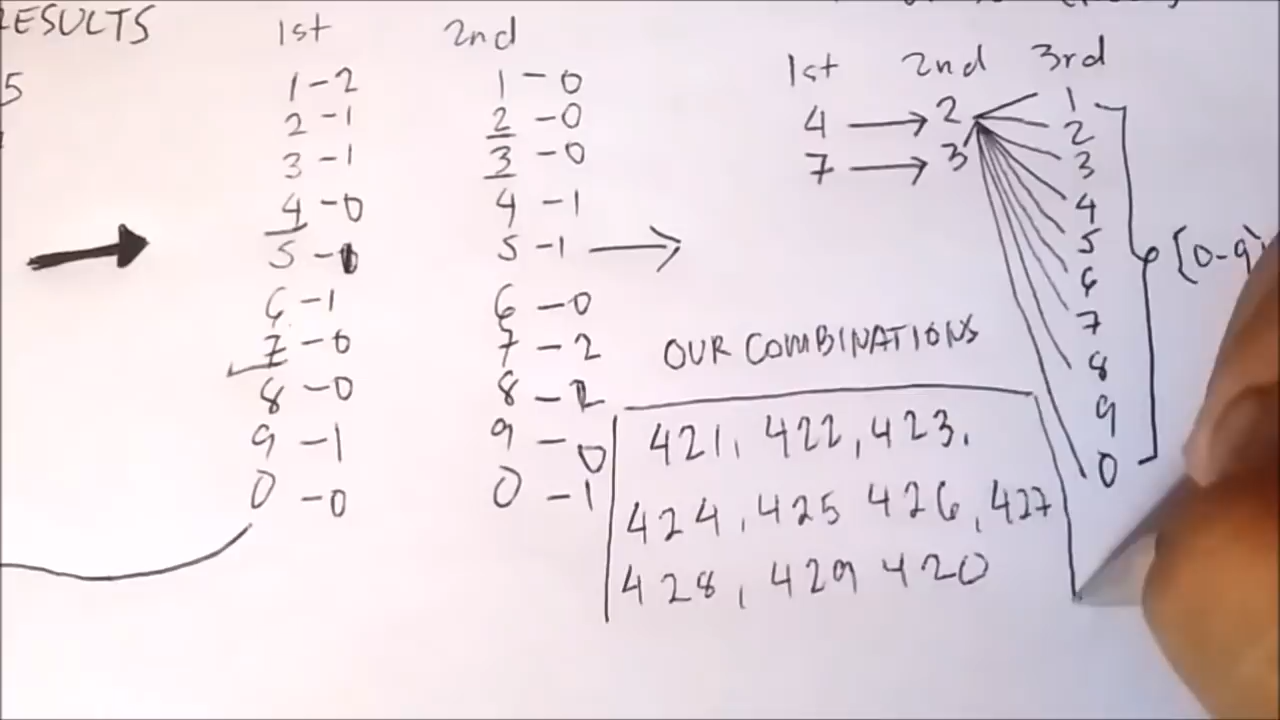 RESULTS 1st 2nd
1st 2nd 3rd
5 1-2 1-0
2-1 2-0
3-1 3-0
4-0 4-1
5- 5-1
6-1 6-0
7-0 7-2
8-0 8-
9-1 9-0
0-0 0-1
4 → 2 1
7 → 3 2
3
4
5
6
7
8
9
0
[0-9]
OUR COMBINATIONS
421, 422, 423,
424, 425 426, 427
428, 429 420